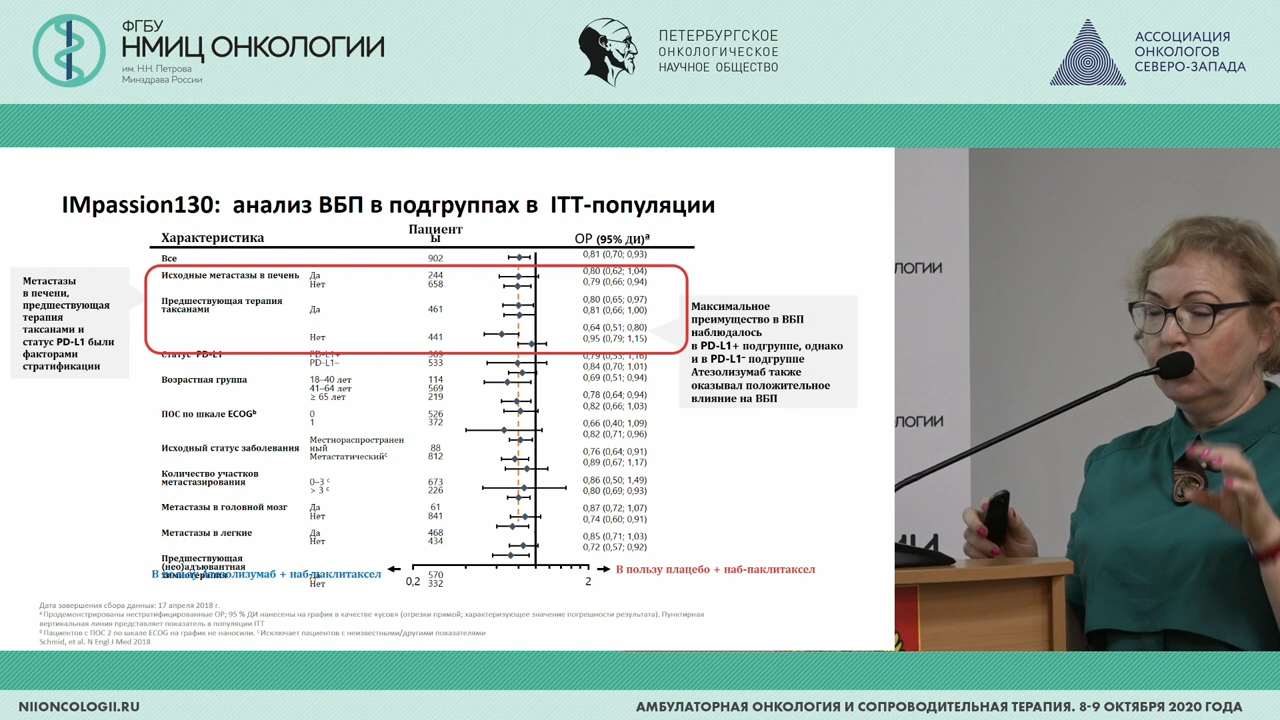 ФГБУ
НМИЦ ОНКОЛОГИИ
им. Н.Н. Петрова
Минздрава России
ПЕТЕРБУРГСКОЕ
ОНКОЛОГИЧЕСКОЕ
НАУЧНОЕ ОБЩЕСТВО
АССОЦИАЦИЯ
ОНКОЛОГОВ
СЕВЕРО-ЗАПАДА
IMpassion130: анализ ВБП в подгруппах в ITT-популяции
Характеристика
Пациент
ы
ОР (95% ДИ)ª
Все 902 0,81 (0,70; 0,93)
Исходные метастазы в печень Да 244 0,80 (0,62; 1,04)
Нет 658 0,79 (0,66; 0,94)
Предшествующая терапия 0,80 (0,65; 0,97)
таксанами Да 461 0,81 (0,66; 1,00)
0,64 (0,51; 0,80)
Нет 441 0,95 (0,79; 1,15)
Статус PD-L1 PD-L1+ 369
PD-L1– 533 0,84 (0,70; 1,01)
Возрастная группа 18–40 лет 114 0,69 (0,51; 0,94)
41–64 лет 569
≥ 65 лет 219 0,78 (0,64; 0,94)
0,82 (0,66; 1,03)
ПОС по шкале ECOGᵇ 0 526
1 372 0,66 (0,40; 1,09)
0,82 (0,71; 0,96)
Местнораспространен
Исходный статус заболевания ный 88 0,76 (0,64; 0,91)
Метастатическийᶜ 812 0,89 (0,67; 1,17)
Количество участков
метастазирования 0–3 ᶜ 673 0,86 (0,50; 1,49)
> 3 ᶜ 226 0,80 (0,69; 0,93)
Метастазы в головной мозг Да 61 0,87 (0,72; 1,07)
Нет 841 0,74 (0,60; 0,91)
Метастазы в легкие Да 468 0,85 (0,71; 1,03)
Нет 434 0,72 (0,57; 0,92)
Предшествующая
(нео)адъювантная
Да 570
Нет 332
В пользу Атезолизумаб + наб-паклитаксел
0,2
2
В пользу плацебо + наб-паклитаксел
Метастазы
в печени,
предшествующая
терапия
таксанами и
статус PD-L1 были
факторами
стратификации
Максимальное
преимущество в ВБП
наблюдалось
в PD-L1+ подгруппе, однако
и в PD-L1⁻ подгруппе
Атезолизумаб также
оказывал положительное
влияние на ВБП
Дата завершения сбора данных: 17 апреля 2018 г.
ª Продемонстрированы нестратифицированные ОР; 95 % ДИ нанесены на график в качестве «усов» (отрезки прямой; характеризующее значение погрешности результата). Пунктирная
вертикальная линия представляет показатель в популяции ITT
ᵇ Пациентов с ПОС 2 по шкале ECOG на график не наносили. ᶜ Исключает пациентов с неизвестными/другими показателями
Schmid, et al. N Engl J Med 2018
ЛОГИИ
ЛОГИИ
NIIONCOLOGII.RU
АМБУЛАТОРНАЯ ОНКОЛОГИЯ И СОПРОВОДИТЕЛЬНАЯ ТЕРАПИЯ. 8-9 ОКТЯБРЯ 2020 ГОДА